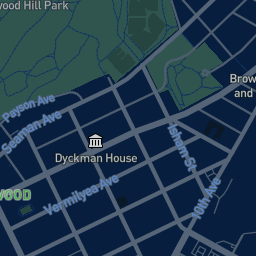 wood Hill Park
Payson Ave
Seaman Ave
Brow
and
Isham St
Dyckman House
Vermilyea Ave
10th Ave
WOOD